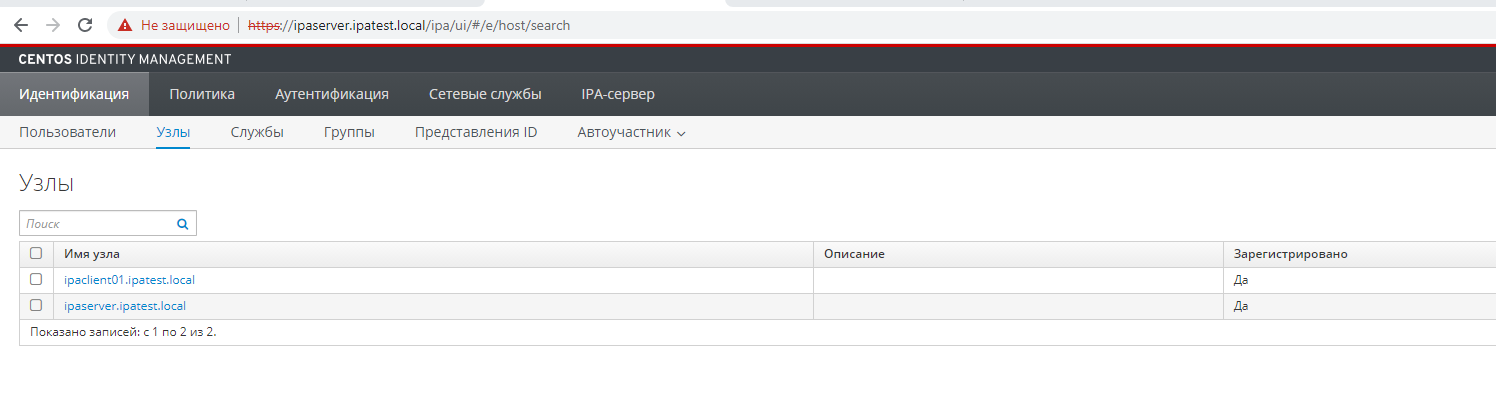 Не защищено https://ipaserver.ipatest.local/ipa/ui/#/e/host/search
CENTOS IDENTITY MANAGEMENT
Идентификация Политика Аутентификация Сетевые службы IPA-сервер
Пользователи Узлы Службы Группы Представления ID Автоучастник
Узлы
Поиск
Имя узла Описание Зарегистрировано
ipaclient01.ipatest.local Да
ipaserver.ipatest.local Да
Показано записей: с 1 по 2 из 2.